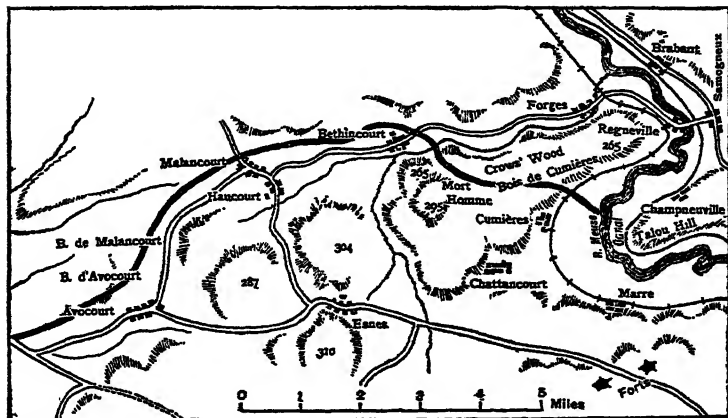 Brabant
Samogneux
Forges
Bethincourt
Regneville
265
Malancourt
Crows' Wood
Bois de Cumières
265
Mort
Homme
295
Haucourt
Cumières
Champneuville
Talou Hill
R. Meuse
Canal
B. de Malancourt
304
B. d'Avocourt
287
Chattancourt
Marre
Avocourt
Esnes
310
Forts
0 1 2 3 4 5
Miles